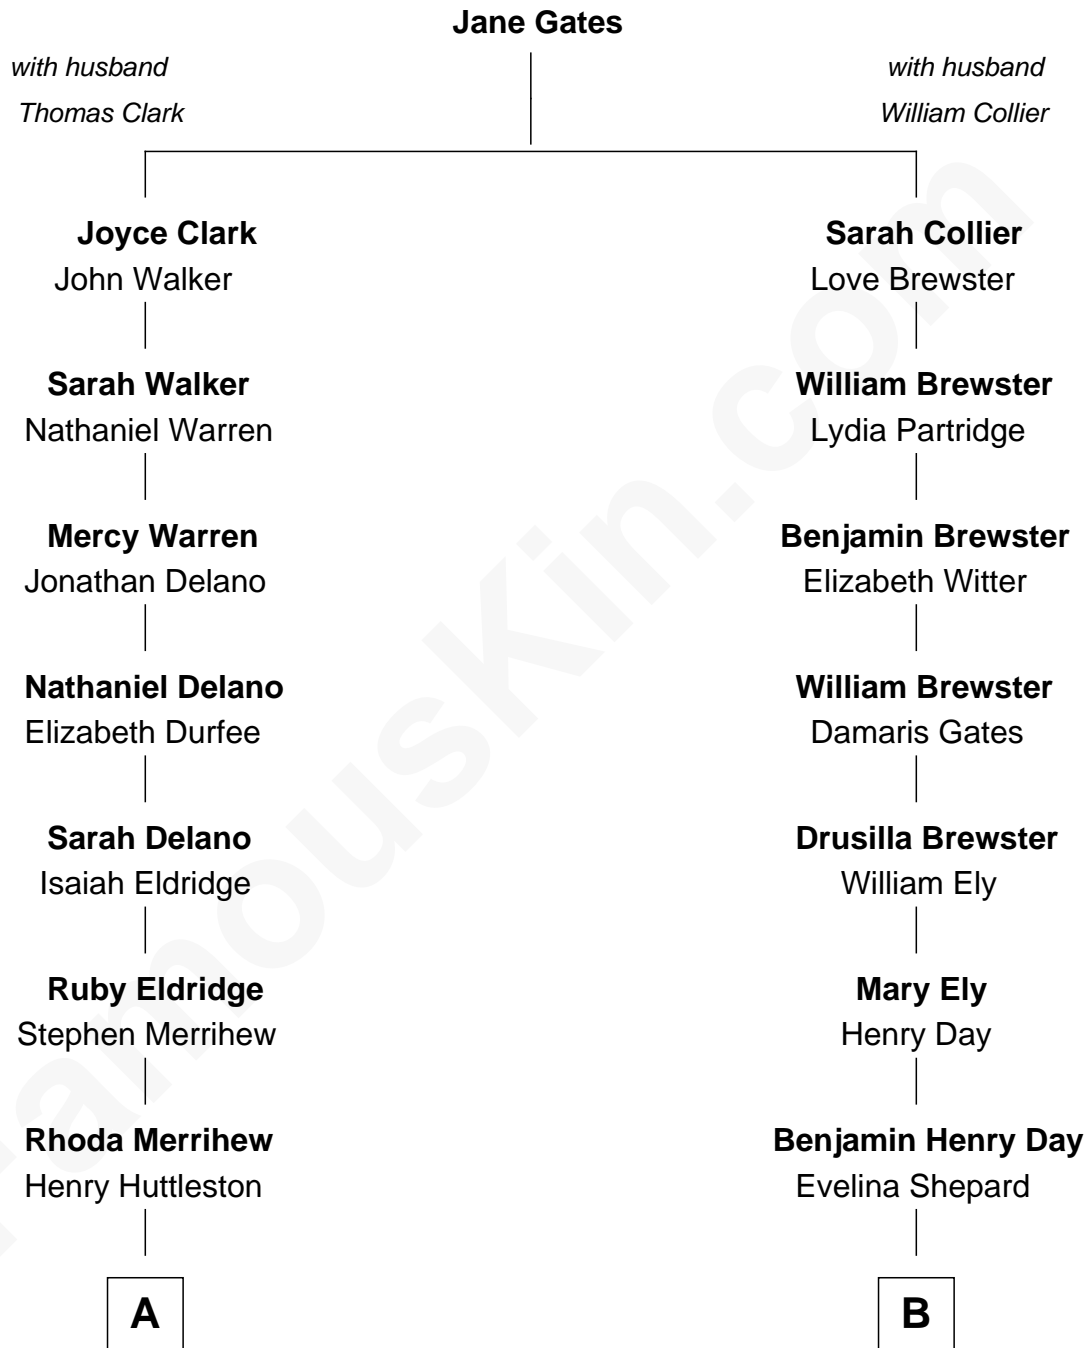 Jane Gates
with husband
Thomas Clark
with husband
William Collier
Joyce Clark
John Walker
Sarah Walker
Nathaniel Warren
Mercy Warren
Jonathan Delano
Nathaniel Delano
Elizabeth Durfee
Sarah Delano
Isaiah Eldridge
Ruby Eldridge
Stephen Merrihew
Rhoda Merrihew
Henry Huttleston
A
Sarah Collier
Love Brewster
William Brewster
Lydia Partridge
Benjamin Brewster
Elizabeth Witter
William Brewster
Damaris Gates
Drusilla Brewster
William Ely
Mary Ely
Henry Day
Benjamin Henry Day
Evelina Shepard
B
FamousKin.com